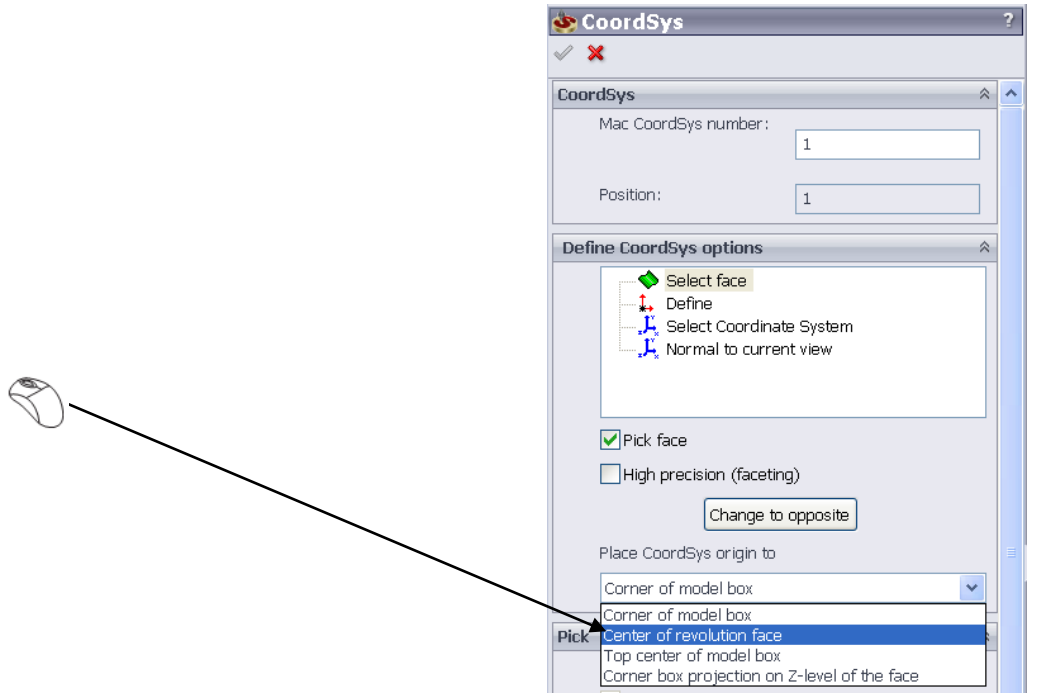 CoordSys ?
CoordSys
Mac CoordSys number:
1
Position:
1
Define CoordSys options
Select face
Define
Select Coordinate System
Normal to current view
Pick face
High precision (faceting)
Change to opposite
Place CoordSys origin to
Corner of model box
Corner of model box
Pick
Center of revolution face
Top center of model box
Corner box projection on Z-level of the face